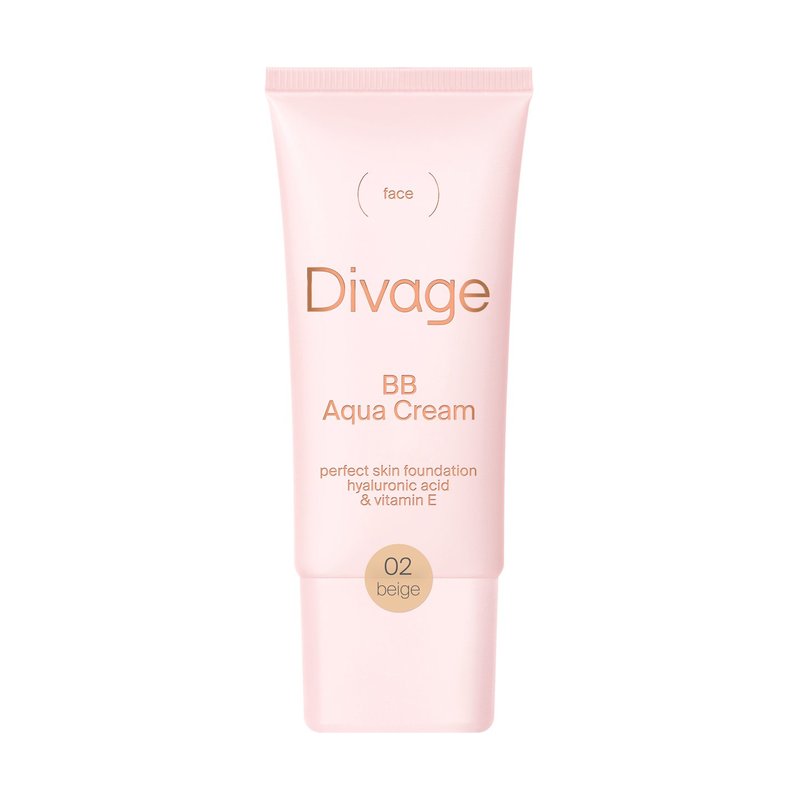 face
Divage
BB
Aqua Cream
perfect skin foundation
hyaluronic acid
& vitamin E
02
beige